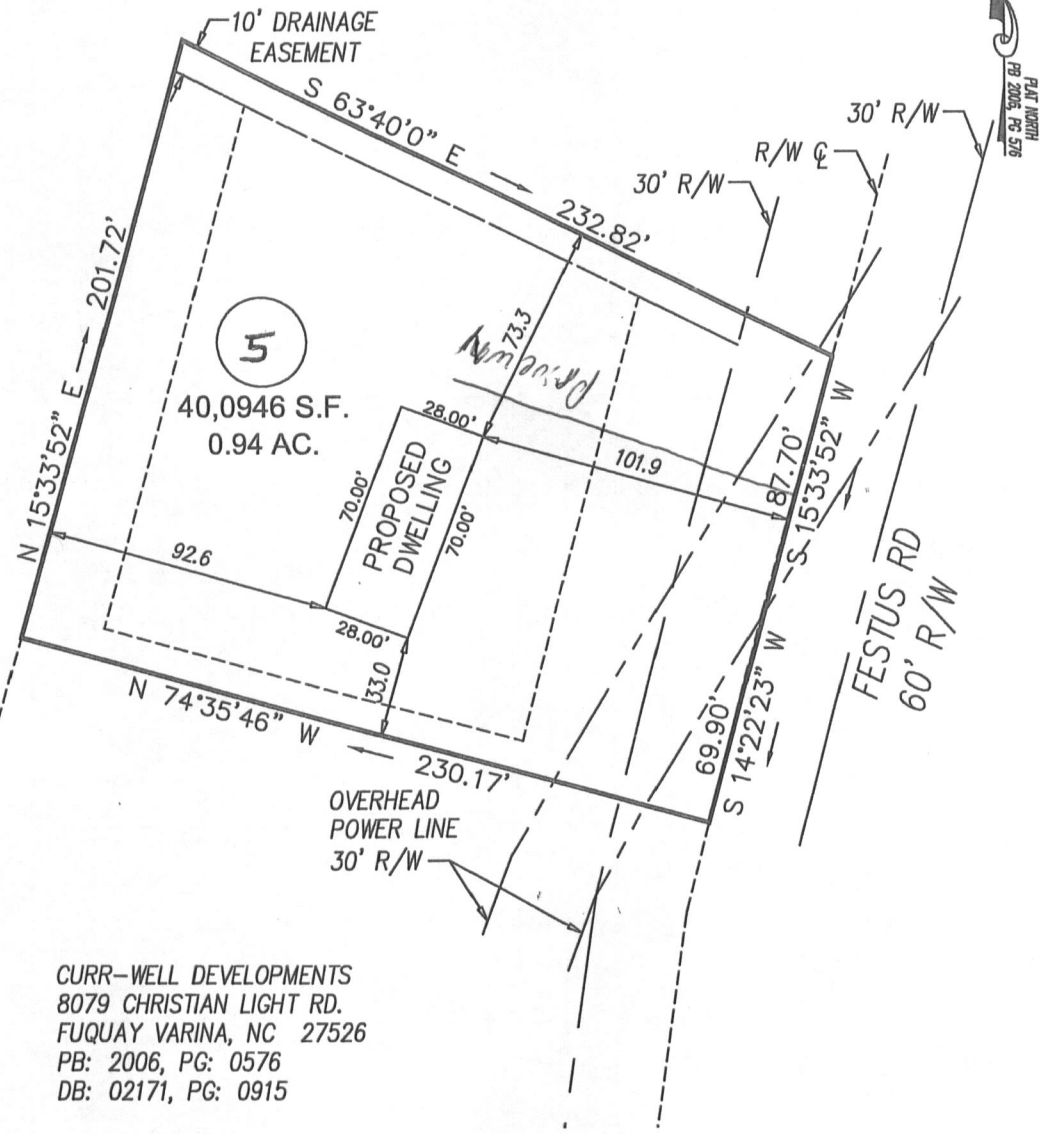 10' DRAINAGE
EASEMENT
PLAT NORTH
PB 2006, PG 576
30' R/W
R/W ℄
30' R/W
S 63°40'0" E
232.82'
N 15°33'52" E
201.72'
5
40,0946 S.F.
0.94 AC.
73.3
Driveway
28.00'
101.9
70.00'
PROPOSED
DWELLING
70.00'
87.70'
S 15°33'52" W
92.6
28.00'
33.0
FESTUS RD
60' R/W
N 74°35'46" W
230.17'
69.90'
S 14°22'23" W
OVERHEAD
POWER LINE
30' R/W
CURR-WELL DEVELOPMENTS
8079 CHRISTIAN LIGHT RD.
FUQUAY VARINA, NC 27526
PB: 2006, PG: 0576
DB: 02171, PG: 0915